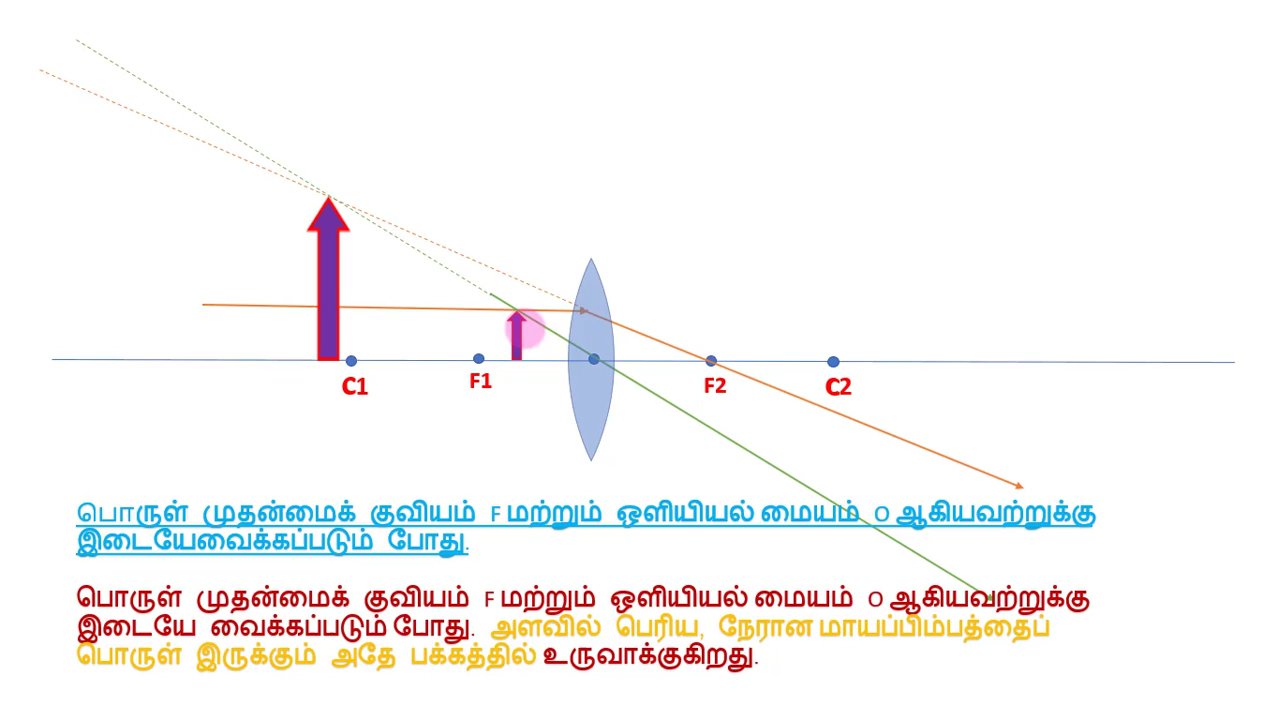 C1
F1
F2
C2
பொருள் முதன்மைக் குவியம் F மற்றும் ஒளியியல் மையம் O ஆகியவற்றுக்கு
இடையேவைக்கப்படும் போது.
பொருள் முதன்மைக் குவியம் F மற்றும் ஒளியியல் மையம் O ஆகியவற்றுக்கு
இடையே வைக்கப்படும் போது. அளவில் பெரிய, நேரான மாயப்பிம்பத்தைப்
பொருள் இருக்கும் அதே பக்கத்தில் உருவாக்குகிறது.